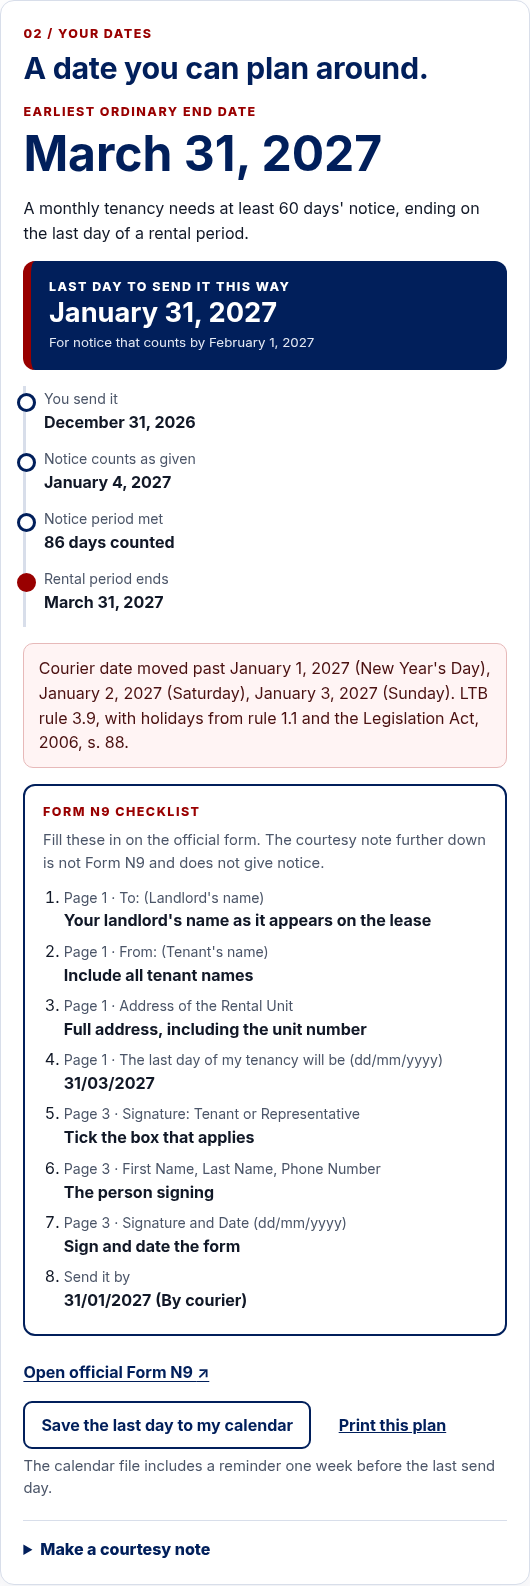 02 / YOUR DATES
A date you can plan around.
EARLIEST ORDINARY END DATE
March 31, 2027
A monthly tenancy needs at least 60 days' notice, ending on
the last day of a rental period.
LAST DAY TO SEND IT THIS WAY
January 31, 2027
For notice that counts by February 1, 2027
You send it
December 31, 2026
Notice counts as given
January 4, 2027
Notice period met
86 days counted
Rental period ends
March 31, 2027
Courier date moved past January 1, 2027 (New Year's Day),
January 2, 2027 (Saturday), January 3, 2027 (Sunday). LTB
rule 3.9, with holidays from rule 1.1 and the Legislation Act,
2006, s. 88.
FORM N9 CHECKLIST
Fill these in on the official form. The courtesy note further down
is not Form N9 and does not give notice.
1. Page 1 · To: (Landlord's name)
Your landlord's name as it appears on the lease
2. Page 1 · From: (Tenant's name)
Include all tenant names
3. Page 1 · Address of the Rental Unit
Full address, including the unit number
4. Page 1 · The last day of my tenancy will be (dd/mm/yyyy)
31/03/2027
5. Page 3 · Signature: Tenant or Representative
Tick the box that applies
6. Page 3 · First Name, Last Name, Phone Number
The person signing
7. Page 3 · Signature and Date (dd/mm/yyyy)
Sign and date the form
8. Send it by
31/01/2027 (By courier)
Open official Form N9 ↗
Save the last day to my calendar
Print this plan
The calendar file includes a reminder one week before the last send
day.
▶ Make a courtesy note